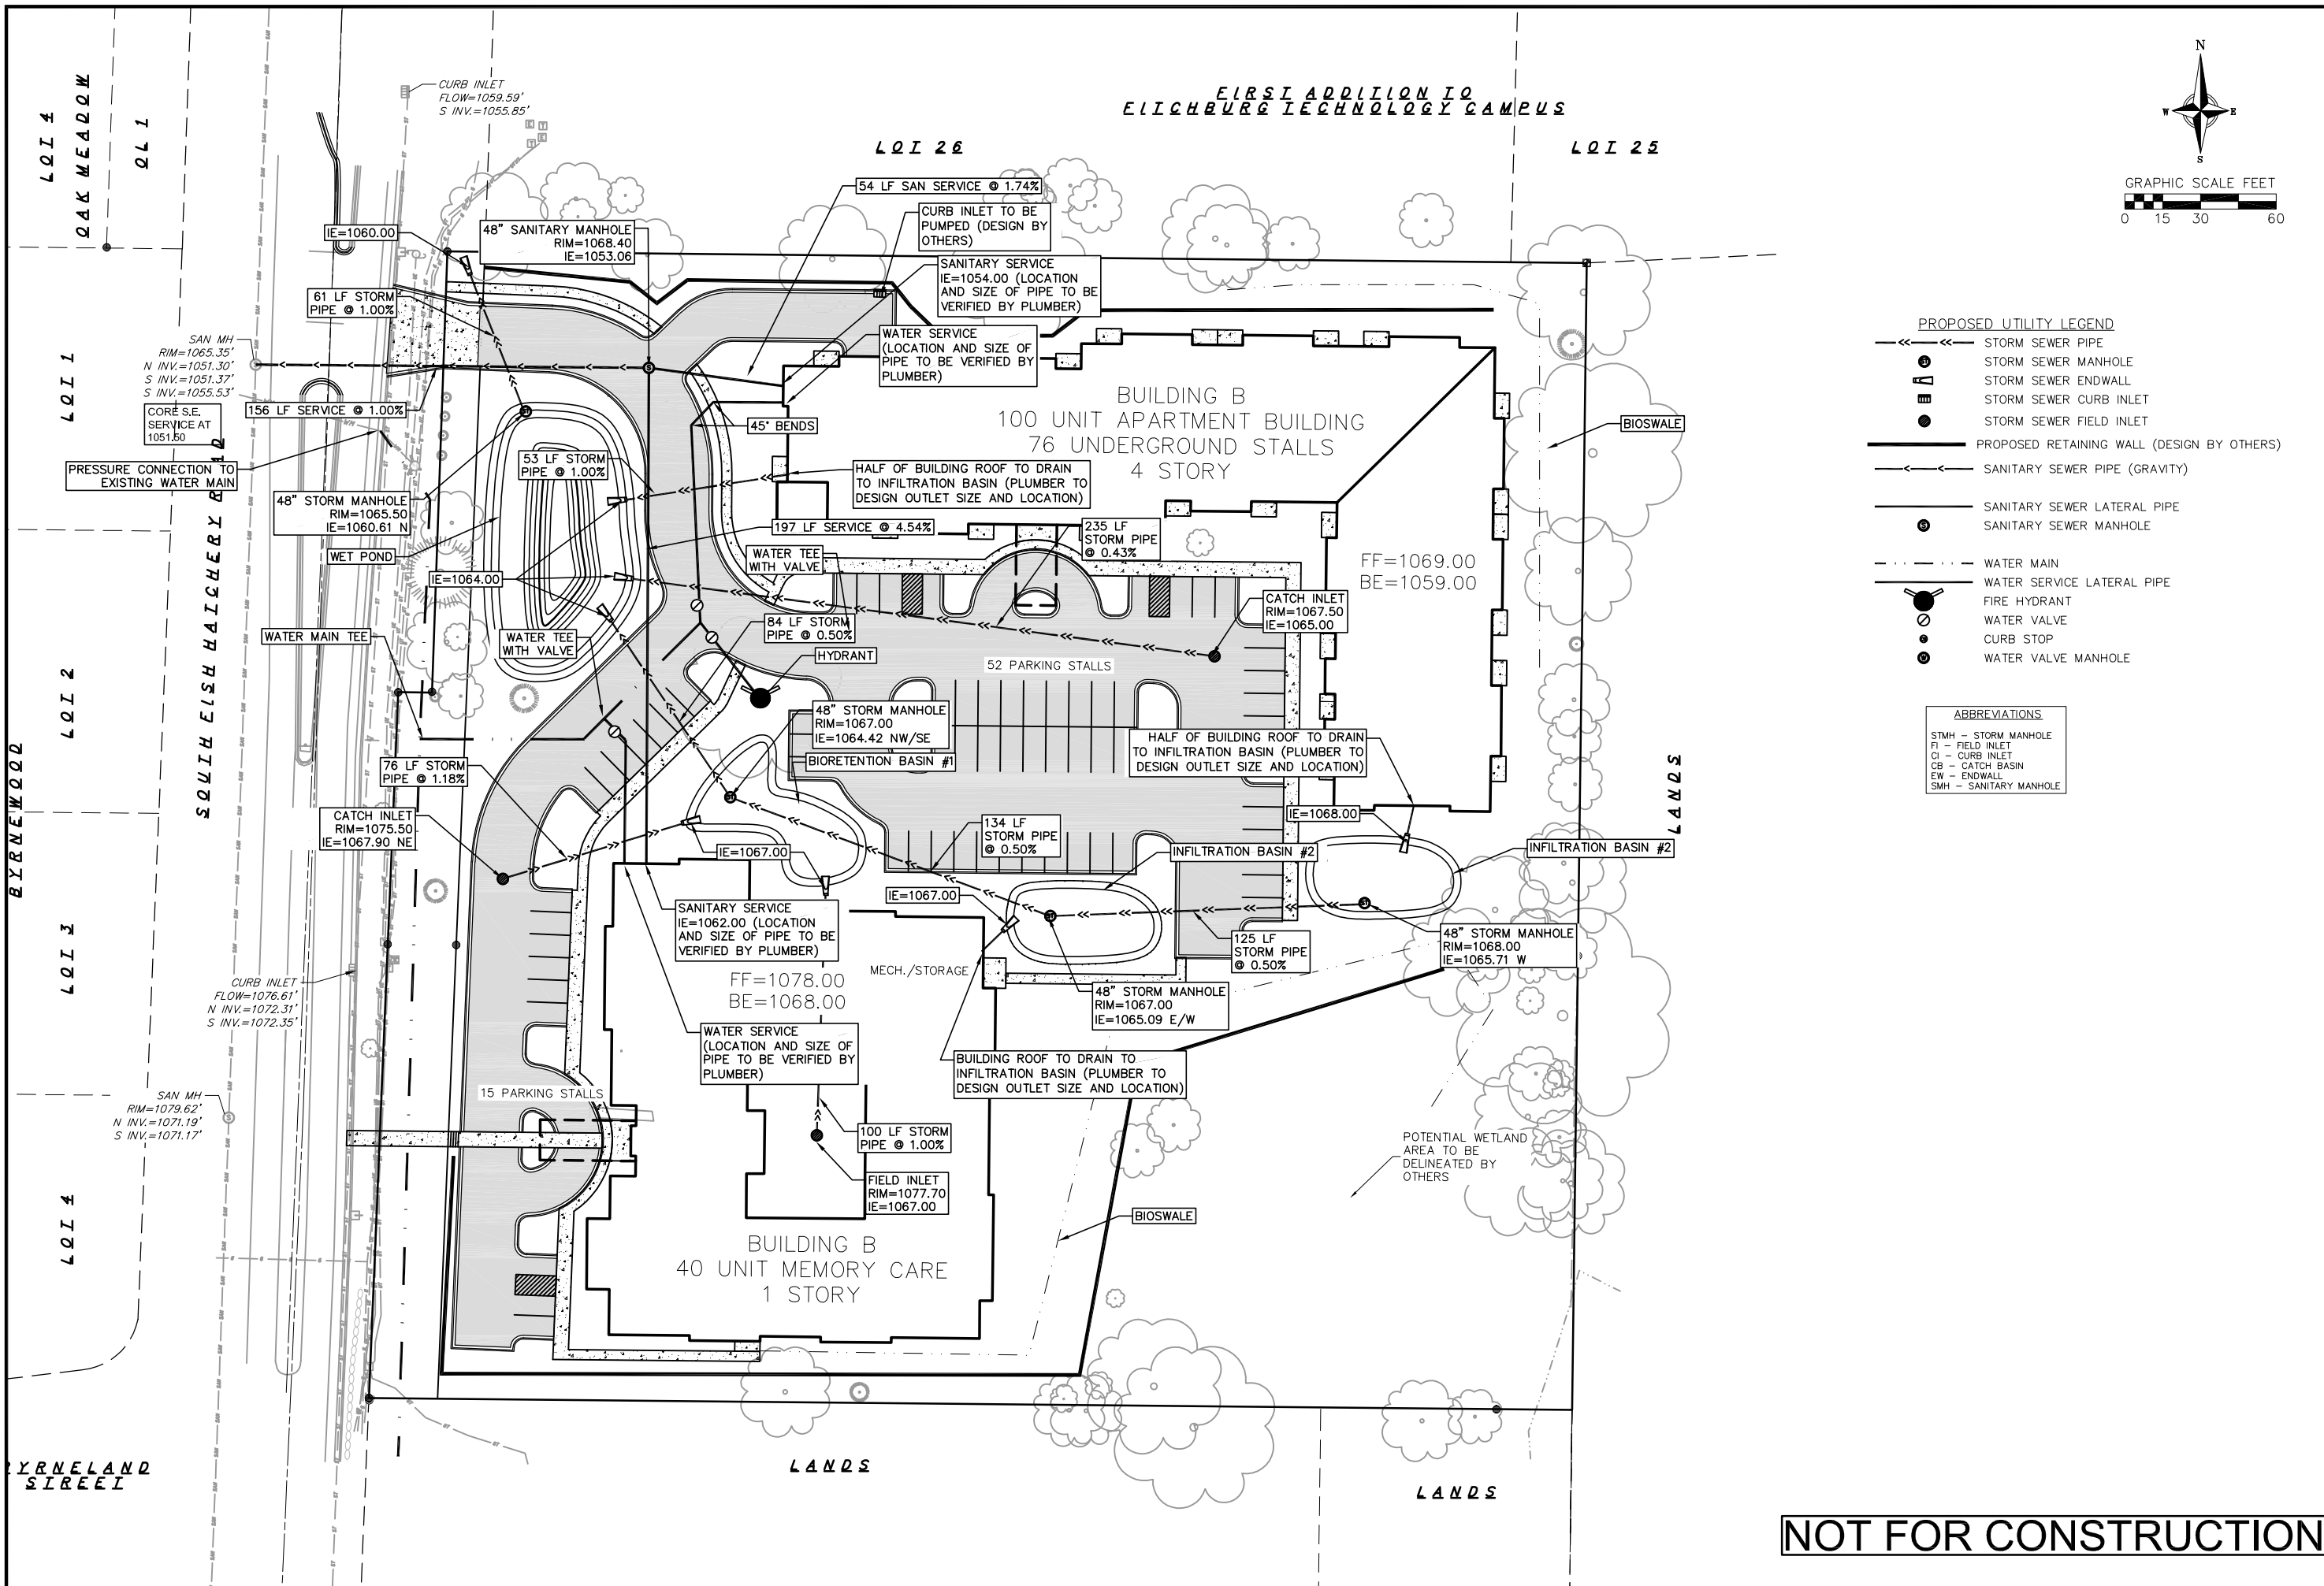 FIRST ADDITION TO
FITCHBURG TECHNOLOGY CAMPUS
LOT 26
LOT 25
LOT 4
OAK MEADOW
OL 1
LOT 1
LOT 2
LOT 3
LOT 4
BYRNEWOOD
SOUTH FISH HATCHERY
BYRNELAND
STREET
LANDS
LANDS
LANDS
N
W
E
S
GRAPHIC SCALE FEET
0 15 30 60
CURB INLET
FLOW=1059.59'
S INV.=1055.85'
IE=1060.00
48" SANITARY MANHOLE
RIM=1068.40
IE=1053.06
54 LF SAN SERVICE @ 1.74%
CURB INLET TO BE
PUMPED (DESIGN BY
OTHERS)
SANITARY SERVICE
IE=1054.00 (LOCATION
AND SIZE OF PIPE TO BE
VERIFIED BY PLUMBER)
WATER SERVICE
(LOCATION AND SIZE OF
PIPE TO BE VERIFIED BY
PLUMBER)
61 LF STORM
PIPE @ 1.00%
SAN MH
RIM=1065.35'
N INV.=1051.30'
S INV.=1051.37'
S INV.=1055.53'
CORE S.E.
SERVICE AT
1051.50
156 LF SERVICE @ 1.00%
PRESSURE CONNECTION TO
EXISTING WATER MAIN
48" STORM MANHOLE
RIM=1065.50
IE=1060.61 N
WET POND
53 LF STORM
PIPE @ 1.00%
45° BENDS
HALF OF BUILDING ROOF TO DRAIN
TO INFILTRATION BASIN (PLUMBER TO
DESIGN OUTLET SIZE AND LOCATION)
197 LF SERVICE @ 4.54%
WATER TEE
WITH VALVE
235 LF
STORM PIPE
@ 0.43%
IE=1064.00
BUILDING B
100 UNIT APARTMENT BUILDING
76 UNDERGROUND STALLS
4 STORY
FF=1069.00
BE=1059.00
BIOSWALE
WATER MAIN TEE
WATER TEE
WITH VALVE
84 LF STORM
PIPE @ 0.50%
HYDRANT
CATCH INLET
RIM=1067.50
IE=1065.00
52 PARKING STALLS
48" STORM MANHOLE
RIM=1067.00
IE=1064.42 NW/SE
BIORETENTION BASIN #1
HALF OF BUILDING ROOF TO DRAIN
TO INFILTRATION BASIN (PLUMBER TO
DESIGN OUTLET SIZE AND LOCATION)
76 LF STORM
PIPE @ 1.18%
CATCH INLET
RIM=1075.50
IE=1067.90 NE
IE=1067.00
134 LF
STORM PIPE
@ 0.50%
IE=1068.00
INFILTRATION BASIN #2
INFILTRATION BASIN #2
IE=1067.00
SANITARY SERVICE
IE=1062.00 (LOCATION
AND SIZE OF PIPE TO BE
VERIFIED BY PLUMBER)
125 LF
STORM PIPE
@ 0.50%
48" STORM MANHOLE
RIM=1068.00
IE=1065.71 W
MECH./STORAGE
FF=1078.00
BE=1068.00
48" STORM MANHOLE
RIM=1067.00
IE=1065.09 E/W
CURB INLET
FLOW=1076.61'
N INV.=1072.31'
S INV.=1072.35'
WATER SERVICE
(LOCATION AND SIZE OF
PIPE TO BE VERIFIED BY
PLUMBER)
BUILDING ROOF TO DRAIN TO
INFILTRATION BASIN (PLUMBER TO
DESIGN OUTLET SIZE AND LOCATION)
SAN MH
RIM=1079.62'
N INV.=1071.19'
S INV.=1071.17'
15 PARKING STALLS
100 LF STORM
PIPE @ 1.00%
FIELD INLET
RIM=1077.70
IE=1067.00
POTENTIAL WETLAND
AREA TO BE
DELINEATED BY
OTHERS
BIOSWALE
BUILDING B
40 UNIT MEMORY CARE
1 STORY
PROPOSED UTILITY LEGEND
STORM SEWER PIPE
STORM SEWER MANHOLE
STORM SEWER ENDWALL
STORM SEWER CURB INLET
STORM SEWER FIELD INLET
PROPOSED RETAINING WALL (DESIGN BY OTHERS)
SANITARY SEWER PIPE (GRAVITY)
SANITARY SEWER LATERAL PIPE
SANITARY SEWER MANHOLE
WATER MAIN
WATER SERVICE LATERAL PIPE
FIRE HYDRANT
WATER VALVE
CURB STOP
WATER VALVE MANHOLE
ABBREVIATIONS
STMH – STORM MANHOLE
FI – FIELD INLET
CI – CURB INLET
CB – CATCH BASIN
EW – ENDWALL
SMH – SANITARY MANHOLE
NOT FOR CONSTRUCTION